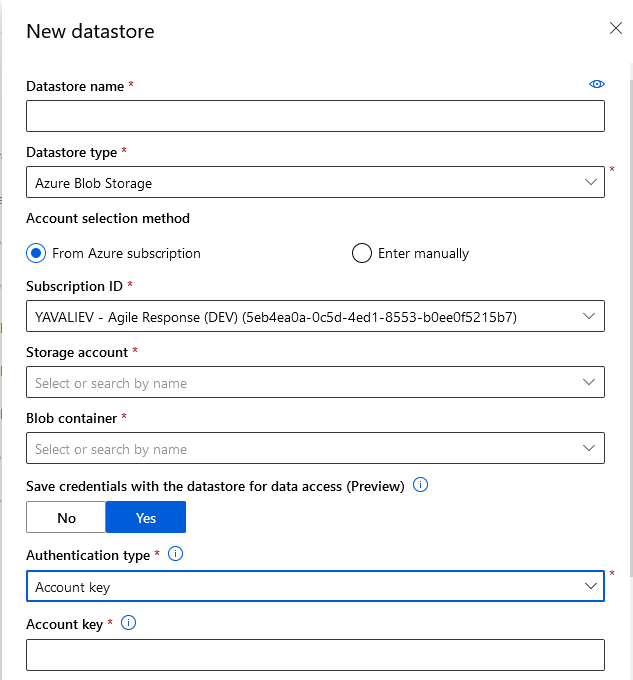 New datastore
Datastore name *
Datastore type *
Azure Blob Storage
*
Account selection method
From Azure subscription
Enter manually
Subscription ID *
YAVALIEV - Agile Response (DEV) (5eb4ea0a-0c5d-4ed1-8553-b0ee0f5215b7)
Storage account *
Select or search by name
Blob container *
Select or search by name
Save credentials with the datastore for data access (Preview)
No
Yes
Authentication type *
Account key
*
Account key *